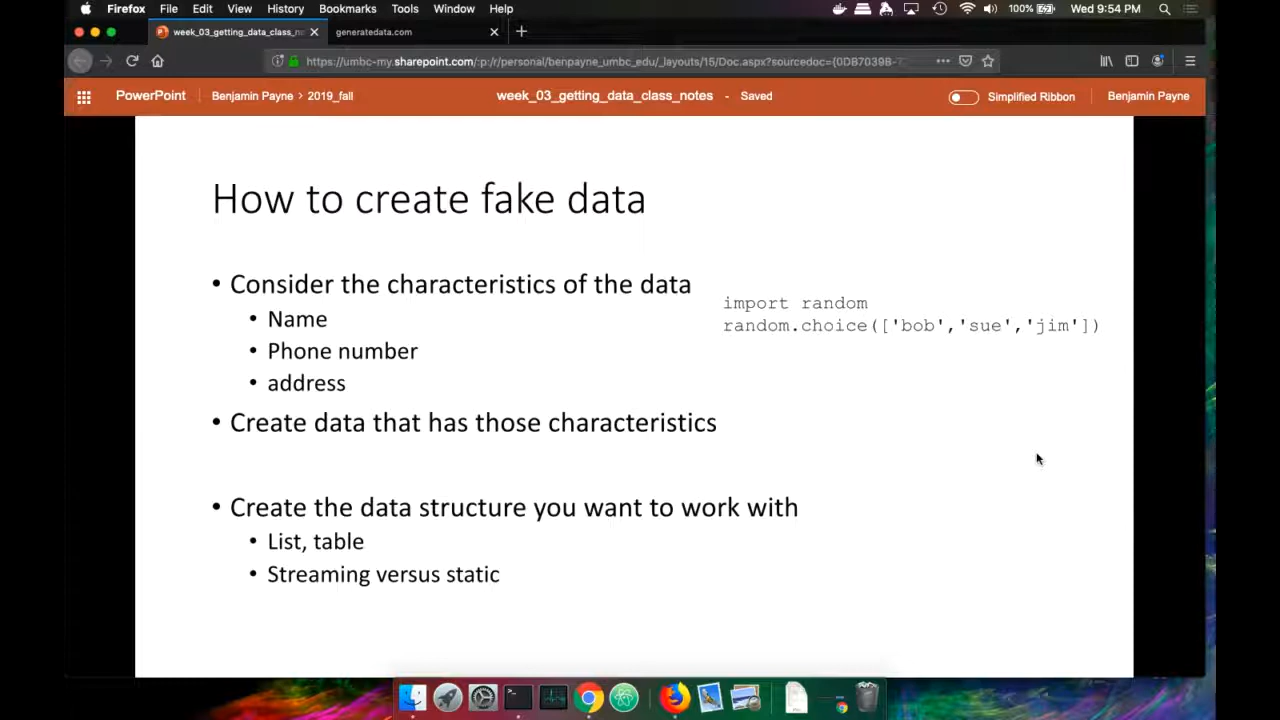 Firefox File Edit View History Bookmarks Tools Window Help 100% Wed 9:54 PM
week_03_getting_data_class_no generatedata.com
https://umbc-my.sharepoint.com/:p:/r/personal/benpayne_umbc_edu/_layouts/15/Doc.aspx?sourcedoc={0DB7039B-7
PowerPoint Benjamin Payne > 2019_fall week_03_getting_data_class_notes - Saved Simplified Ribbon Benjamin Payne
How to create fake data
• Consider the characteristics of the data
• Name
• Phone number
• address
import random
random.choice(['bob','sue','jim'])
• Create data that has those characteristics
• Create the data structure you want to work with
• List, table
• Streaming versus static